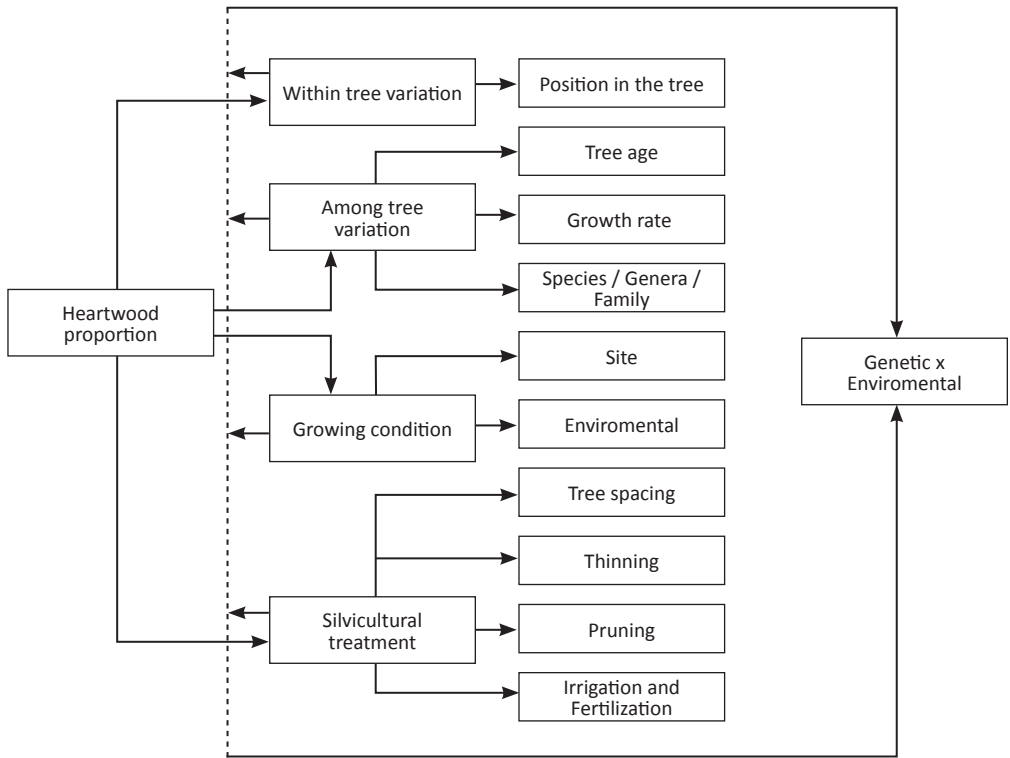 Within tree variation
Position in the tree
Tree age
Among tree
variation
Growth rate
Species / Genera /
Family
Heartwood
proportion
Site
Genetic x
Enviromental
Growing condition
Enviromental
Tree spacing
Thinning
Silvicultural
treatment
Pruning
Irrigation and
Fertilization